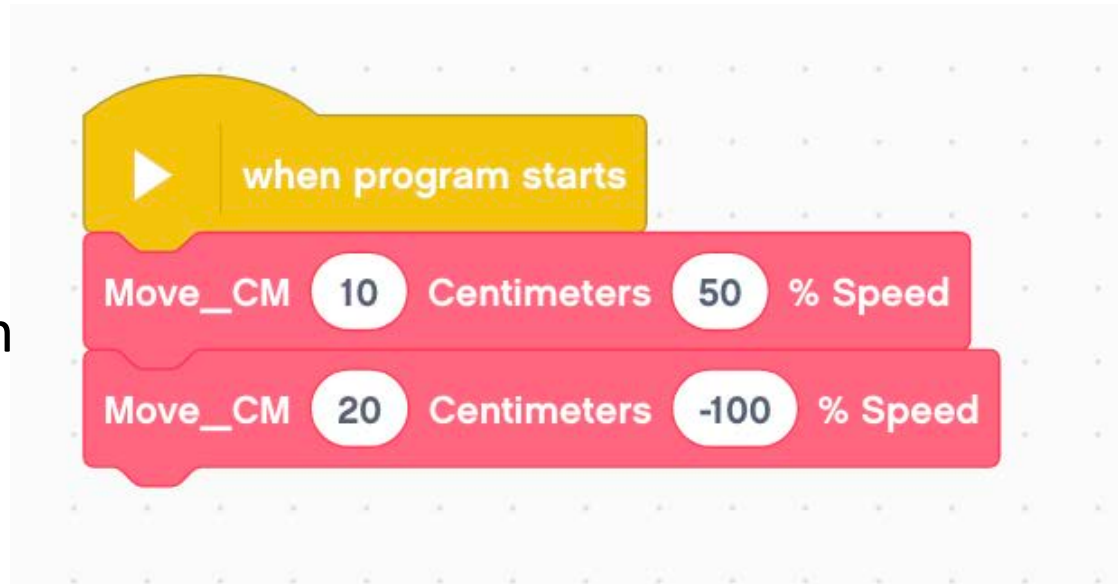 when program starts
Move_CM 10 Centimeters 50 % Speed
n
Move_CM 20 Centimeters -100 % Speed